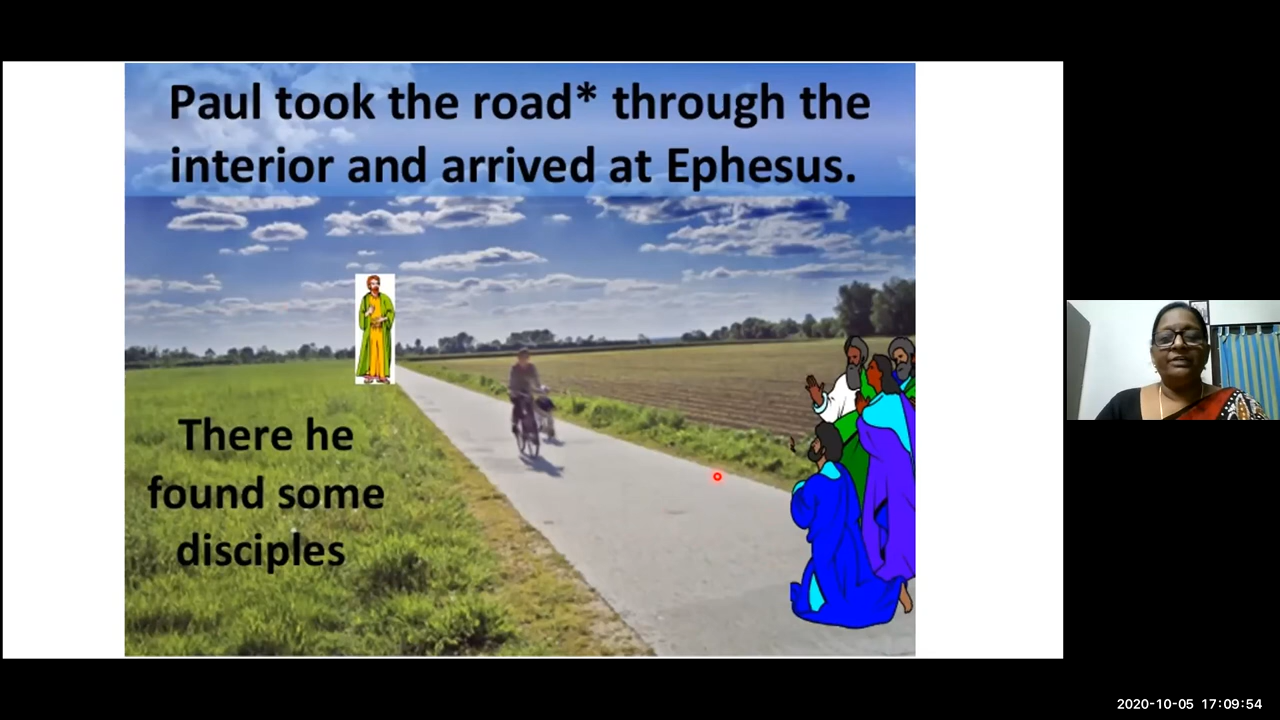 Paul took the road* through the
interior and arrived at Ephesus.
There he
found some
disciples
2020-10-05 17:09:54